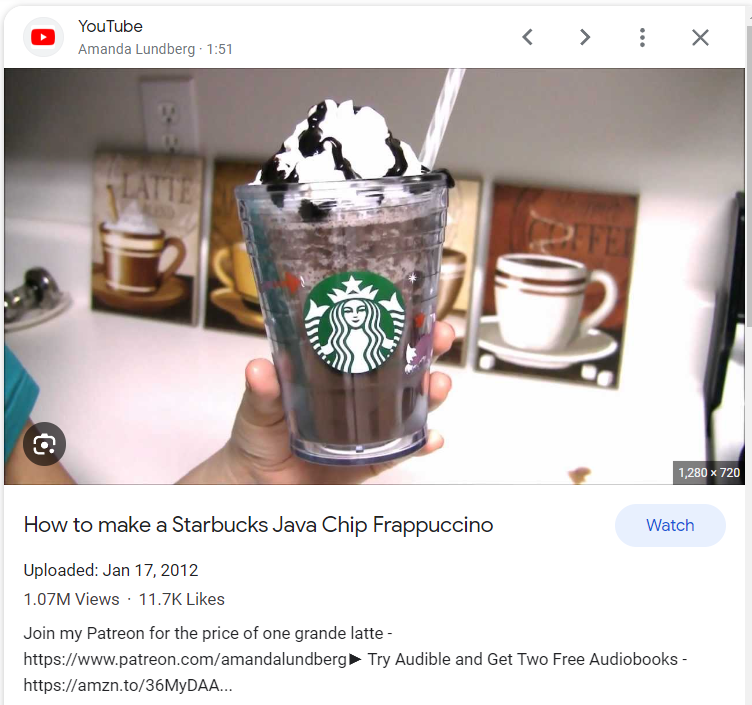 YouTube
Amanda Lundberg · 1:51
LATTE
COFFEE
1,280 × 720
How to make a Starbucks Java Chip Frappuccino
Watch
Uploaded: Jan 17, 2012
1.07M Views · 11.7K Likes
Join my Patreon for the price of one grande latte -
https://www.patreon.com/amandalundberg► Try Audible and Get Two Free Audiobooks -
https://amzn.to/36MyDAA...